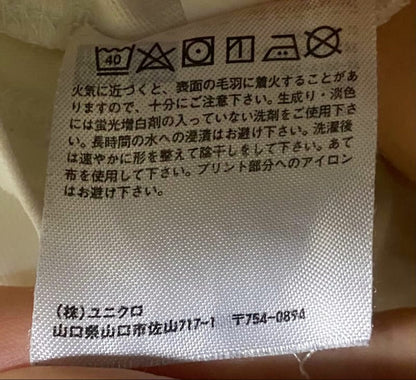 40
火気に近づくと、表面の毛羽に着火することがあ
りますので、十分にご注意下さい。生成り・淡色
には蛍光増白剤の入っていない洗剤をご使用下さ
い。長時間の水への浸漬はお避け下さい。洗濯後
は速やかに形を整えて陰干しをして下さい。あて
布を使用して下さい。プリント部分へのアイロン
はお避け下さい。
(株)ユニクロ
山口県山口市佐山717-1 〒754-0894